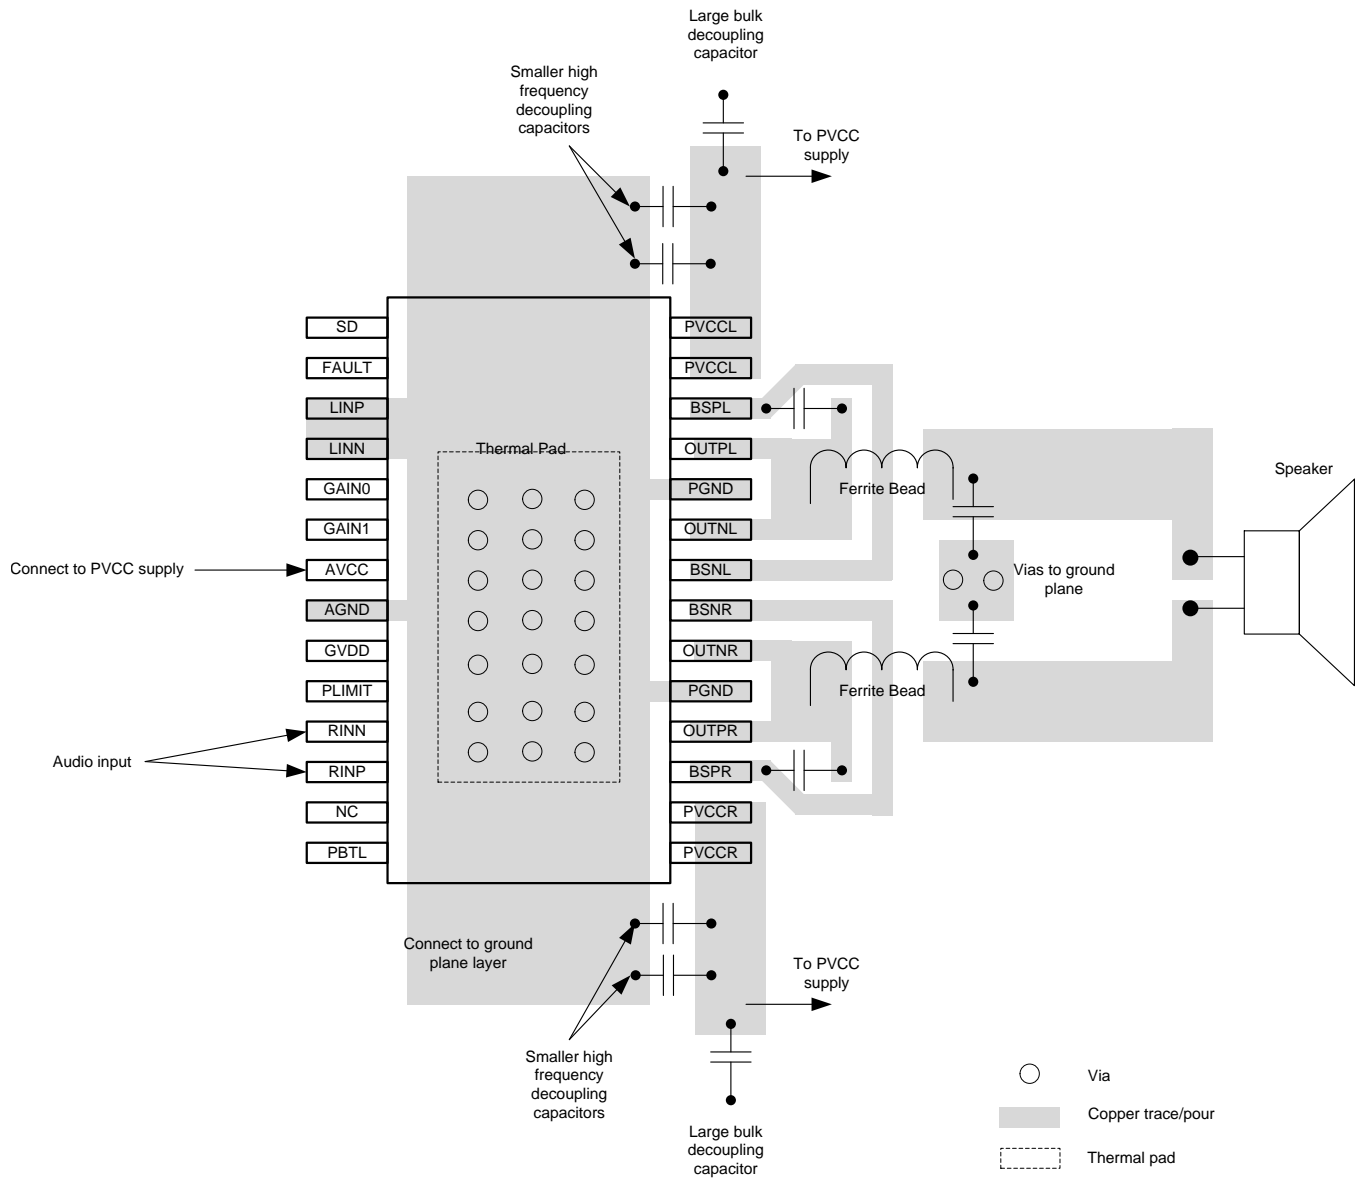 Large bulk
decoupling
capacitor
Smaller high
frequency
decoupling
capacitors
To PVCC
supply
SD
FAULT
LINP
LINN
GAIN0
GAIN1
AVCC
AGND
GVDD
PLIMIT
RINN
RINP
NC
PBTL
PVCCL
PVCCL
BSPL
OUTPL
PGND
OUTNL
BSNL
BSNR
OUTNR
PGND
OUTPR
BSPR
PVCCR
PVCCR
Thermal Pad
Connect to PVCC supply
Audio input
Ferrite Bead
Vias to ground
plane
Ferrite Bead
Speaker
Connect to ground
plane layer
To PVCC
supply
Smaller high
frequency
decoupling
capacitors
Large bulk
decoupling
capacitor
Via
Copper trace/pour
Thermal pad